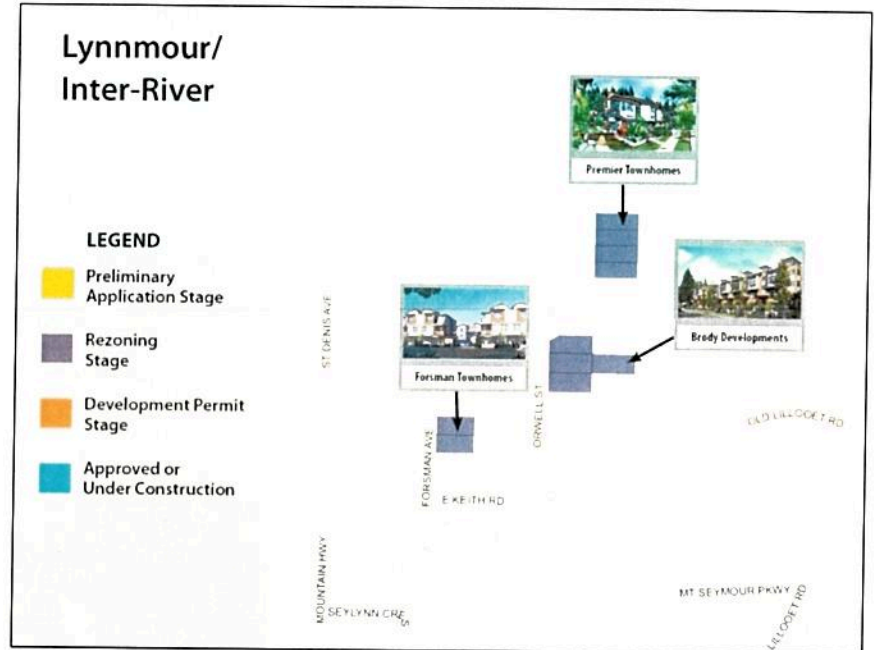 Lynnmour/
Inter-River
Premier Townhomes
LEGEND
Preliminary
Application Stage
Rezoning
Stage
Development Permit
Stage
Approved or
Under Construction
Brody Developments
Forsman Townhomes
ST DENIS AVE
ORWELL ST
OLD LILLOOET RD
FORSMAN AVE
E KEITH RD
MOUNTAIN HWY
SEYLYNN CRES
MT SEYMOUR PKWY
LILLOOET RD